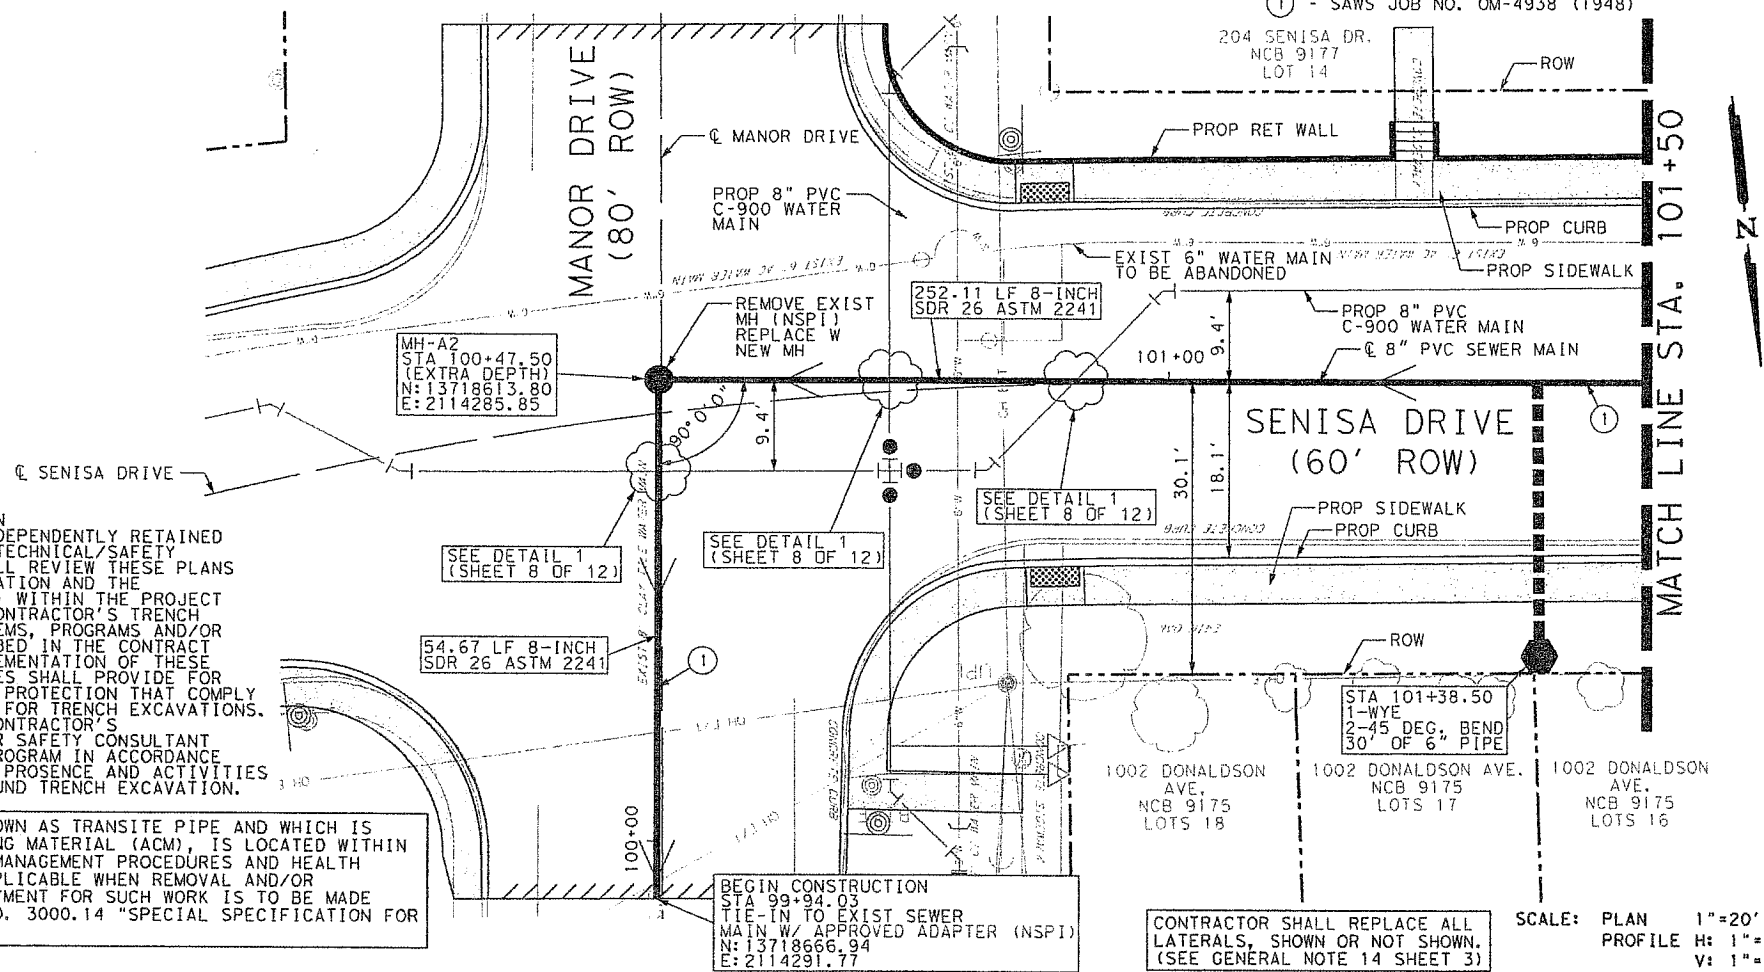 ① - SAWS JOB NO. OM-4938 (1948)
204 SENISA DR.
NCB 9177
LOT 14
ROW
MANOR DRIVE
(80' ROW)
℄ MANOR DRIVE
PROP RET WALL
PROP 8" PVC
C-900 WATER
MAIN
PROP CURB
EXIST 6" WATER MAIN
TO BE ABANDONED
PROP SIDEWALK
MATCH LINE STA. 101+50
N
REMOVE EXIST
MH (NSPI)
REPLACE W
NEW MH
252.11 LF 8-INCH
SDR 26 ASTM 2241
PROP 8" PVC
C-900 WATER MAIN
℄ 8" PVC SEWER MAIN
9.4'
101+00
MH-A2
STA 100+47.50
(EXTRA DEPTH)
N:13718613.80
E:2114285.85
90°0'0"
9.4'
SENISA DRIVE
(60' ROW)
①
℄ SENISA DRIVE
30.1'
18.1'
SEE DETAIL 1
(SHEET 8 OF 12)
SEE DETAIL 1
(SHEET 8 OF 12)
SEE DETAIL 1
(SHEET 8 OF 12)
PROP SIDEWALK
PROP CURB
N
DEPENDENTLY RETAINED
TECHNICAL/SAFETY
LL REVIEW THESE PLANS
ATION AND THE
WITHIN THE PROJECT
ONTRACTOR'S TRENCH
EMS, PROGRAMS AND/OR
BED IN THE CONTRACT
EMENTATION OF THESE
ES SHALL PROVIDE FOR
PROTECTION THAT COMPLY
FOR TRENCH EXCAVATIONS.
ONTRACTOR'S
R SAFETY CONSULTANT
ROGRAM IN ACCORDANCE
PROSENCE AND ACTIVITIES
UND TRENCH EXCAVATION.
54.67 LF 8-INCH
SDR 26 ASTM 2241
①
ROW
STA 101+38.50
1-WYE
2-45 DEG. BEND
30' OF 6" PIPE
UPL
OH E/T
OH E/T
1002 DONALDSON
AVE.
NCB 9175
LOTS 18
1002 DONALDSON AVE.
NCB 9175
LOTS 17
1002 DONALDSON
AVE.
NCB 9175
LOTS 16
OWN AS TRANSITE PIPE AND WHICH IS
NG MATERIAL (ACM), IS LOCATED WITHIN
MANAGEMENT PROCEDURES AND HEALTH
PLICABLE WHEN REMOVAL AND/OR
TMENT FOR SUCH WORK IS TO BE MADE
O. 3000.14 "SPECIAL SPECIFICATION FOR
100+00
BEGIN CONSTRUCTION
STA 99+94.03
TIE-IN TO EXIST SEWER
MAIN W/ APPROVED ADAPTER (NSPI)
N:13718666.94
E:2114291.77
CONTRACTOR SHALL REPLACE ALL
LATERALS, SHOWN OR NOT SHOWN.
(SEE GENERAL NOTE 14 SHEET 3)
SCALE: PLAN 1"=20'
PROFILE H: 1"=
V: 1"=